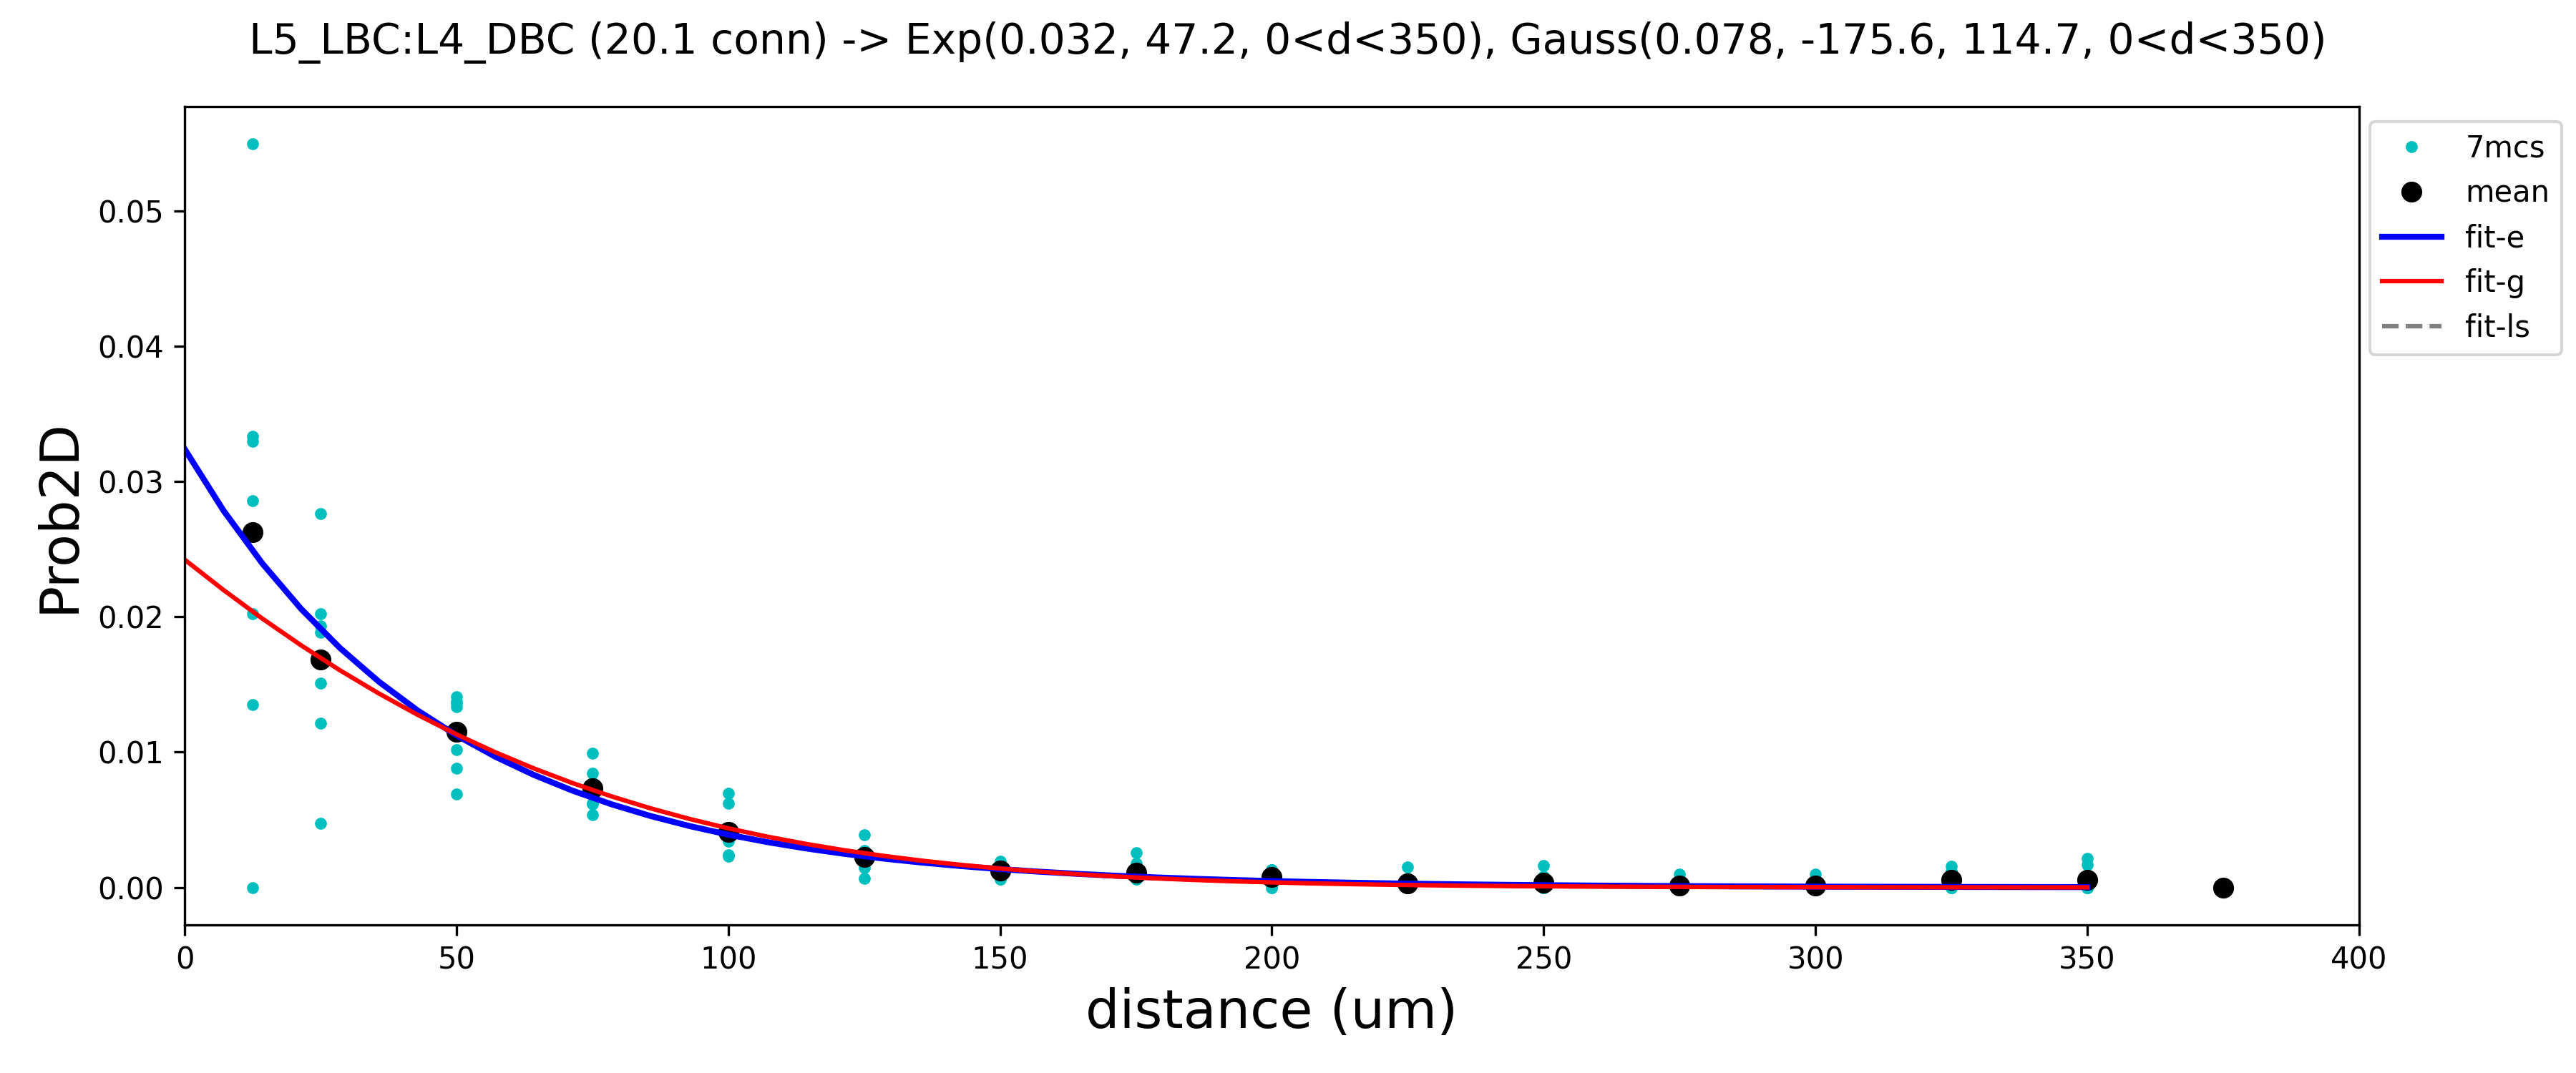 L5_LBC:L4_DBC (20.1 conn) -> Exp(0.032, 47.2, 0<d<350), Gauss(0.078, -175.6, 114.7, 0<d<350)
7mcs
mean
fit-e
fit-g
fit-ls
Prob2D
0.05
0.04
0.03
0.02
0.01
0.00
0 50 100 150 200 250 300 350 400
distance (um)